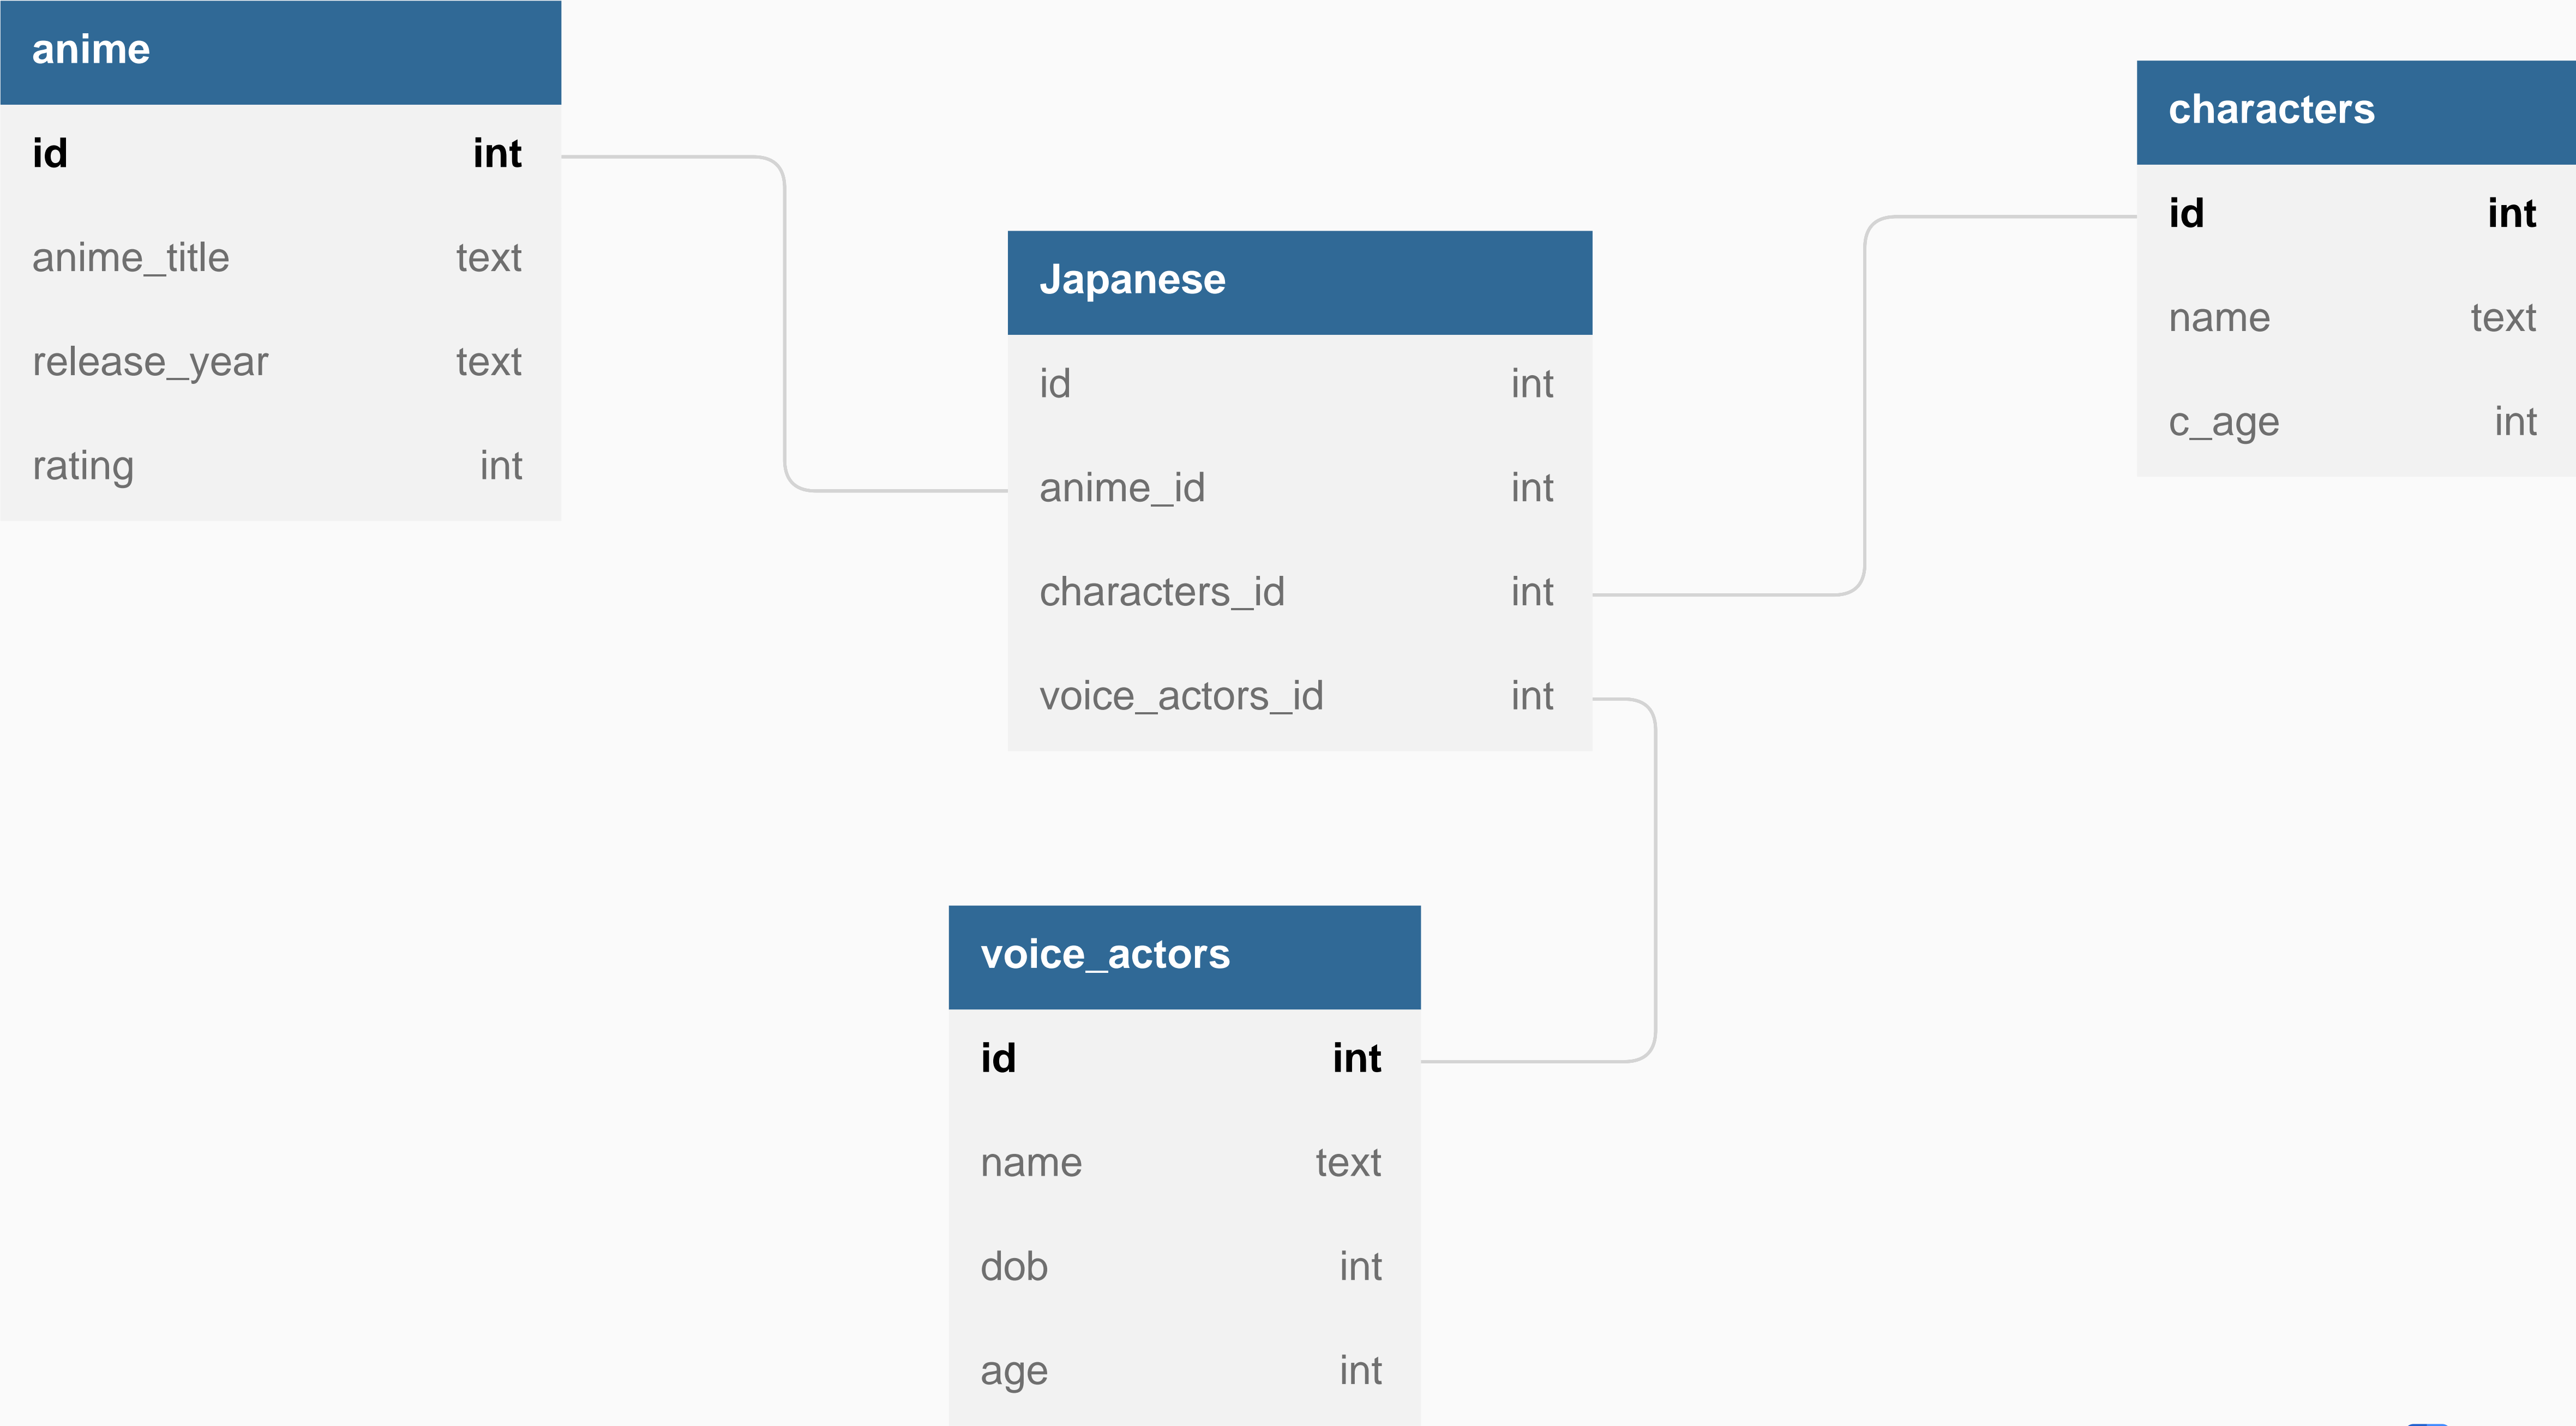 anime
id int
anime_title text
release_year text
rating int
Japanese
id int
anime_id int
characters_id int
voice_actors_id int
characters
id int
name text
c_age int
voice_actors
id int
name text
dob int
age int